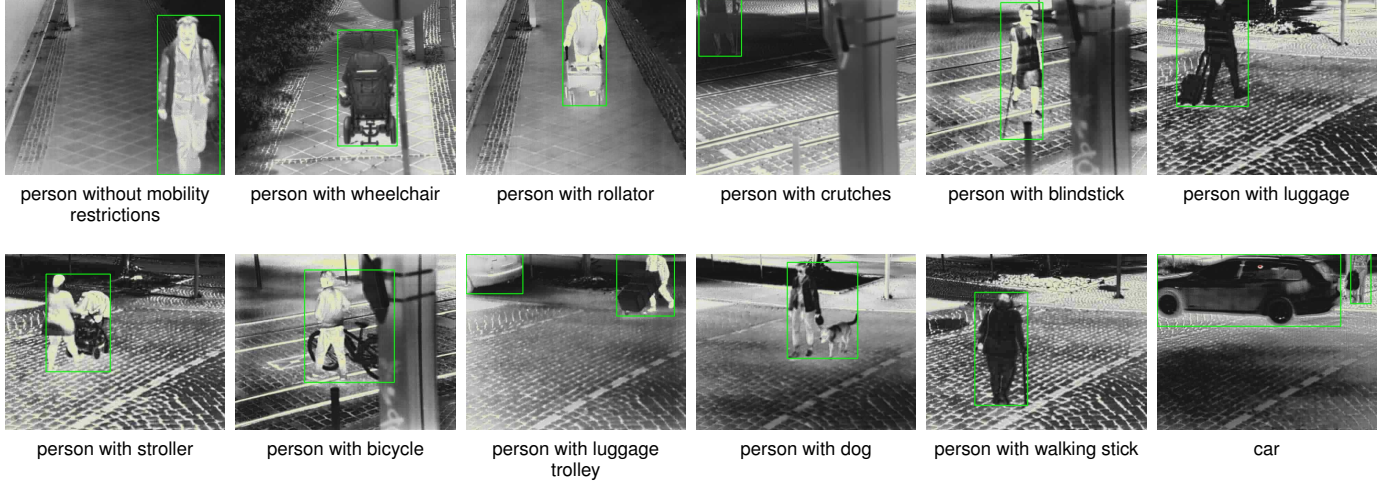 person without mobility
restrictions
person with wheelchair
person with rollator
person with crutches
person with blindstick
person with luggage
person with stroller
person with bicycle
person with luggage
trolley
person with dog
person with walking stick
car